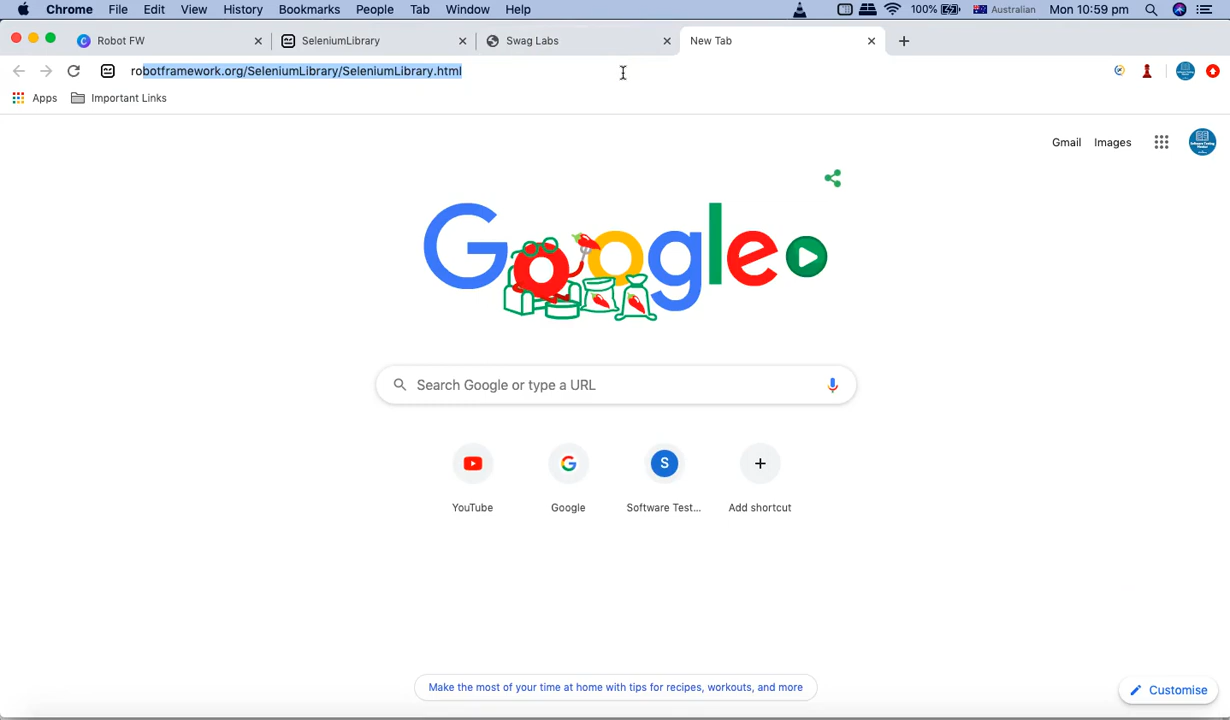 Chrome File Edit View History Bookmarks People Tab Window Help 100% Australian Mon 10:59 pm
Robot FW SeleniumLibrary Swag Labs New Tab
robotframework.org/SeleniumLibrary/SeleniumLibrary.html
Apps Important Links
Gmail Images
Google
Search Google or type a URL
S
YouTube Google Software Test... Add shortcut
Make the most of your time at home with tips for recipes, workouts, and more
Customise